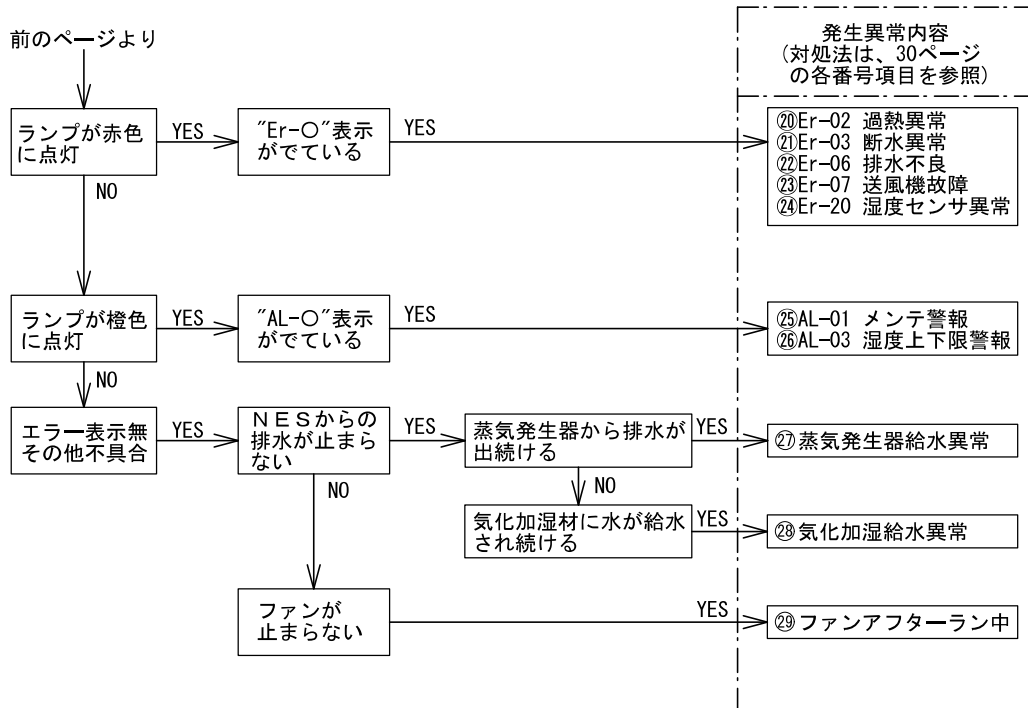 前のページより
発生異常内容
(対処法は、30ページ
の各番号項目を参照)
ランプが赤色
に点灯
YES
"Er-〇"表示
がでている
YES
⑳Er-02 過熱異常
㉑Er-03 断水異常
㉒Er-06 排水不良
㉓Er-07 送風機故障
㉔Er-20 湿度センサ異常
NO
ランプが橙色
に点灯
YES
"AL-〇"表示
がでている
YES
㉕AL-01 メンテ警報
㉖AL-03 湿度上下限警報
NO
エラー表示無
その他不具合
YES
ＮＥＳからの
排水が止まら
ない
YES
蒸気発生器から排水が
出続ける
YES
㉗蒸気発生器給水異常
NO
NO
気化加湿材に水が給水
され続ける
YES
㉘気化加湿給水異常
ファンが
止まらない
YES
㉙ファンアフターラン中